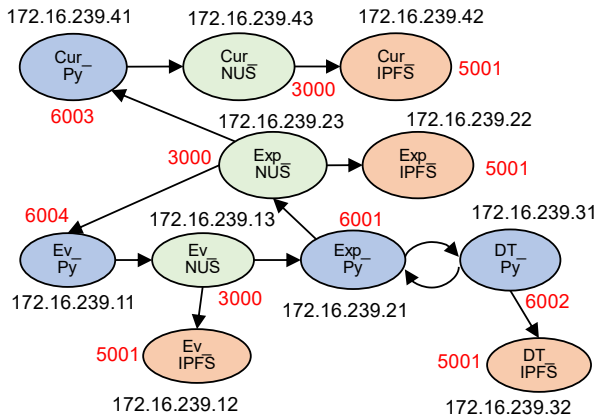 172.16.239.41
172.16.239.43
172.16.239.42
Cur_
Py_
Cur_
NUS
Cur_
IPFS
5001
3000
6003
172.16.239.23
172.16.239.22
3000
Exp_
NUS
Exp_
IPFS
5001
6004
172.16.239.13
6001
172.16.239.31
Ev_
Py
Ev_
NUS
Exp_
Py
DT_
Py
172.16.239.11
3000
172.16.239.21
6002
5001
Ev_
IPFS
5001
DT_
IPFS
172.16.239.12
172.16.239.32